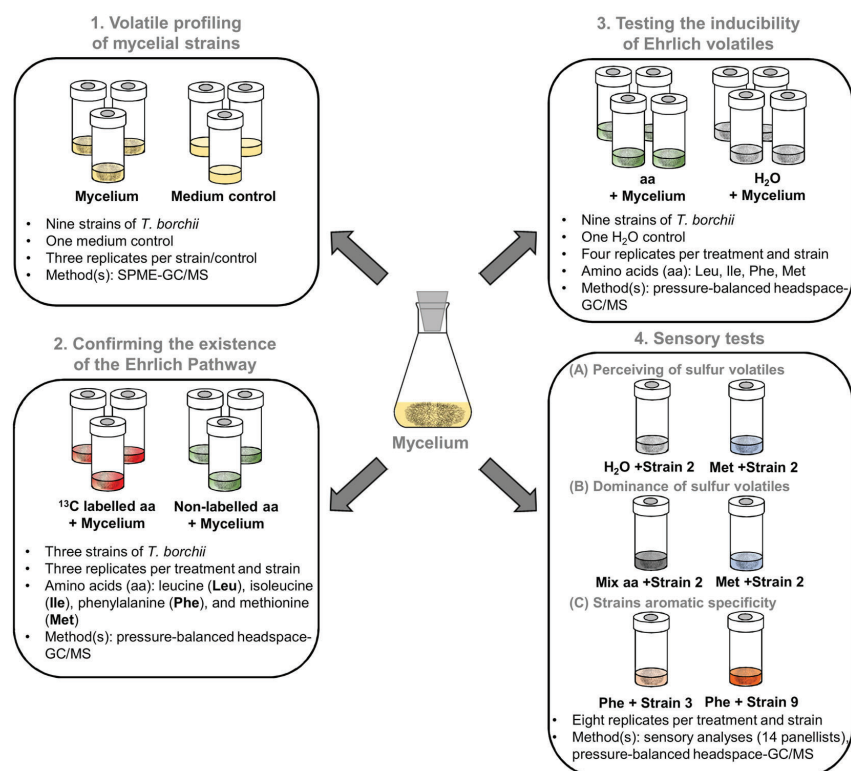 1. Volatile profiling
of mycelial strains
Mycelium
Medium control
• Nine strains of T. borchii
• One medium control
• Three replicates per strain/control
• Method(s): SPME-GC/MS
2. Confirming the existence
of the Ehrlich Pathway
¹³C labelled aa
+ Mycelium
Non-labelled aa
+ Mycelium
• Three strains of T. borchii
• Three replicates per treatment and strain
• Amino acids (aa): leucine (Leu), isoleucine
(Ile), phenylalanine (Phe), and methionine
(Met)
• Method(s): pressure-balanced headspace-
GC/MS
Mycelium
3. Testing the inducibility
of Ehrlich volatiles
aa
+ Mycelium
H₂O
+ Mycelium
• Nine strains of T. borchii
• One H₂O control
• Four replicates per treatment and strain
• Amino acids (aa): Leu, Ile, Phe, Met
• Method(s): pressure-balanced headspace-
GC/MS
4. Sensory tests
(A) Perceiving of sulfur volatiles
H₂O +Strain 2
Met +Strain 2
(B) Dominance of sulfur volatiles
Mix aa +Strain 2
Met +Strain 2
(C) Strains aromatic specificity
Phe + Strain 3
Phe + Strain 9
• Eight replicates per treatment and strain
• Method(s): sensory analyses (14 panellists),
pressure-balanced headspace-GC/MS